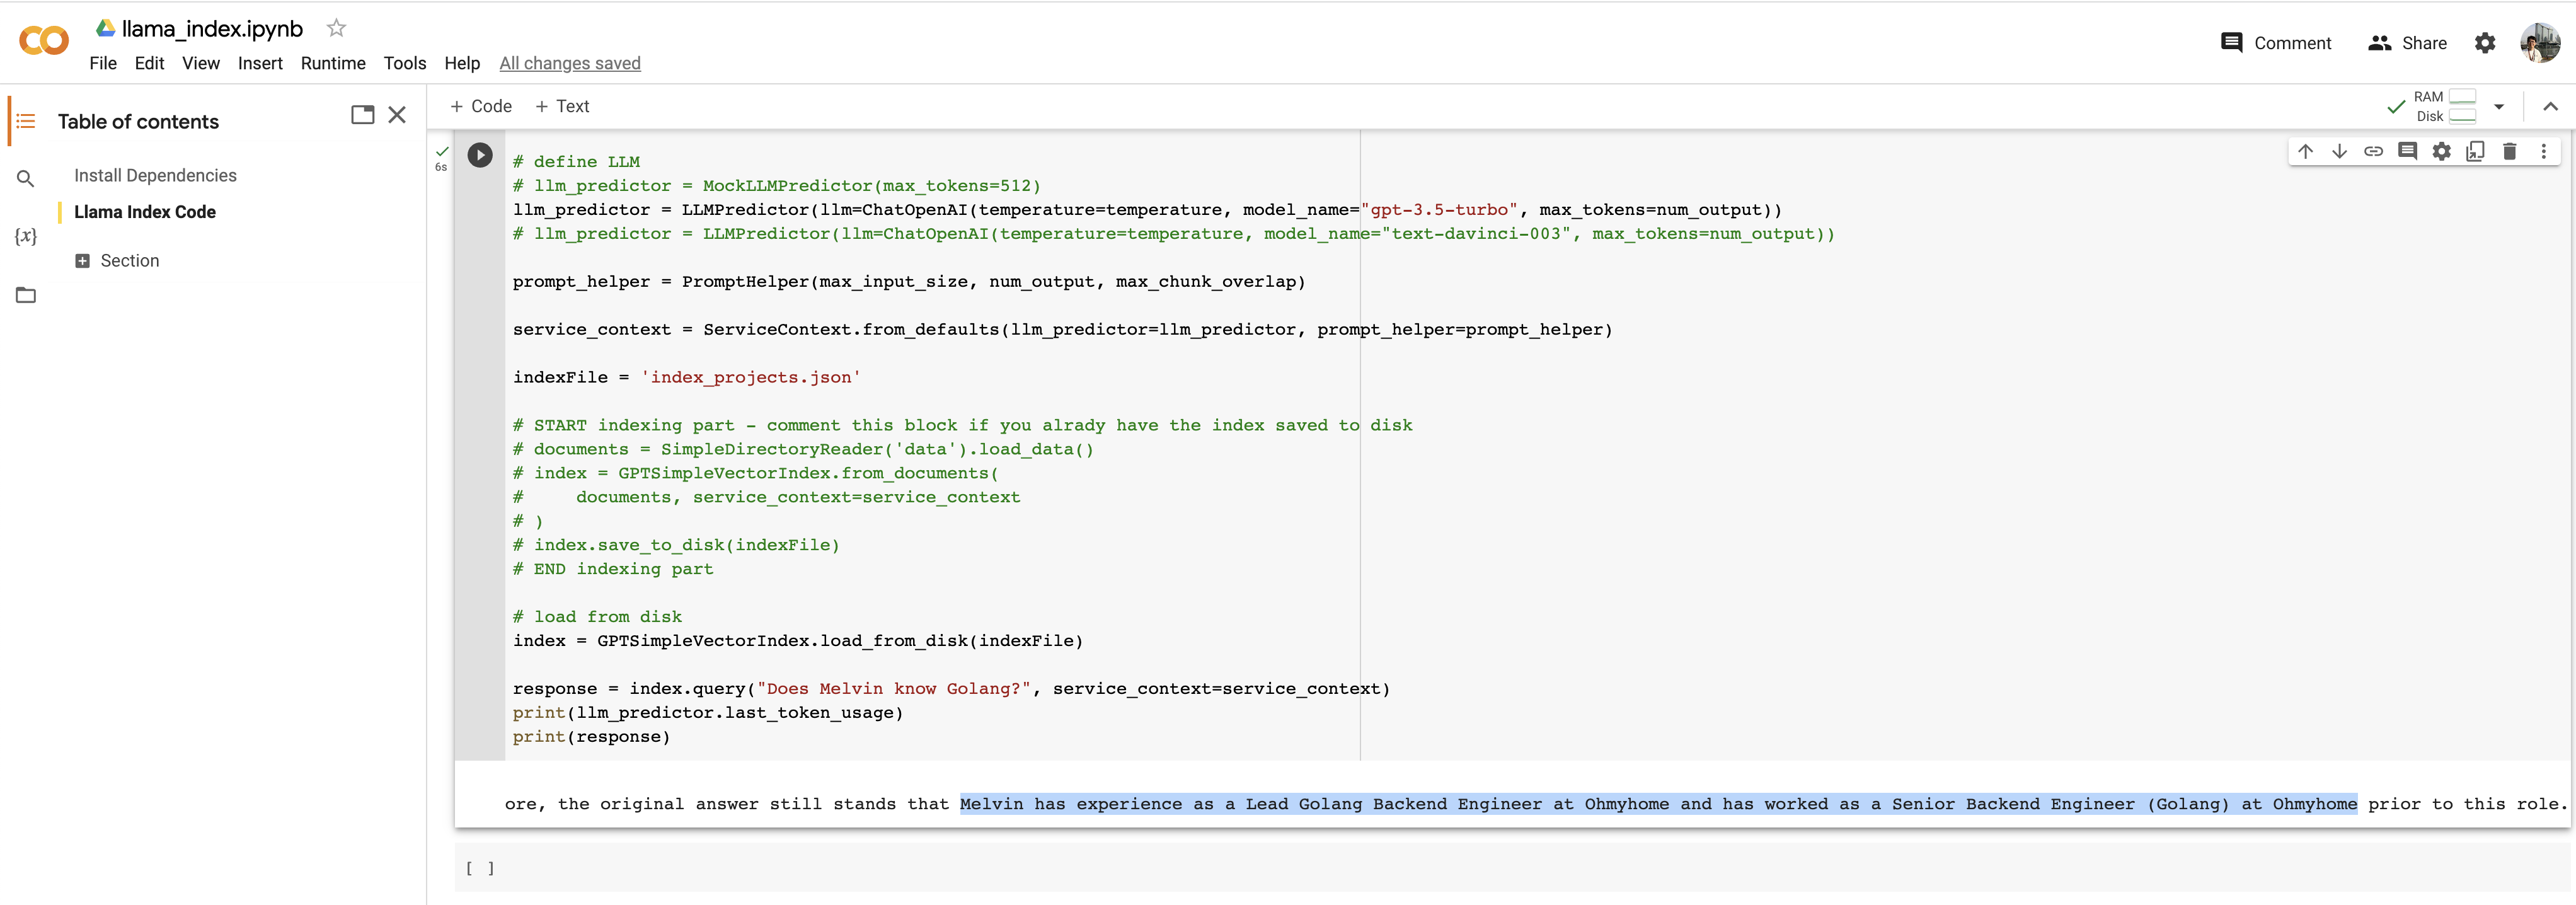 llama_index.ipynb
File Edit View Insert Runtime Tools Help All changes saved
Comment Share
Table of contents
Install Dependencies
Llama Index Code
Section
{x}
+ Code + Text
RAM
Disk
6s
# define LLM
# llm_predictor = MockLLMPredictor(max_tokens=512)
llm_predictor = LLMPredictor(llm=ChatOpenAI(temperature=temperature, model_name="gpt-3.5-turbo", max_tokens=num_output))
# llm_predictor = LLMPredictor(llm=ChatOpenAI(temperature=temperature, model_name="text-davinci-003", max_tokens=num_output))
prompt_helper = PromptHelper(max_input_size, num_output, max_chunk_overlap)
service_context = ServiceContext.from_defaults(llm_predictor=llm_predictor, prompt_helper=prompt_helper)
indexFile = 'index_projects.json'
# START indexing part - comment this block if you alrady have the index saved to disk
# documents = SimpleDirectoryReader('data').load_data()
# index = GPTSimpleVectorIndex.from_documents(
#     documents, service_context=service_context
# )
# index.save_to_disk(indexFile)
# END indexing part
# load from disk
index = GPTSimpleVectorIndex.load_from_disk(indexFile)
response = index.query("Does Melvin know Golang?", service_context=service_context)
print(llm_predictor.last_token_usage)
print(response)
ore, the original answer still stands that Melvin has experience as a Lead Golang Backend Engineer at Ohmyhome and has worked as a Senior Backend Engineer (Golang) at Ohmyhome prior to this role.
[ ]